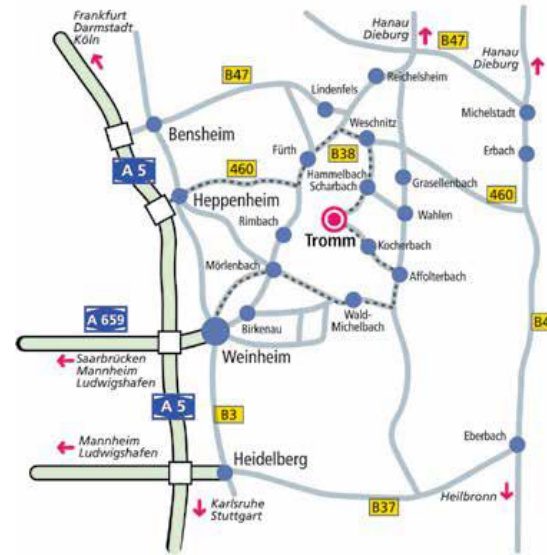 Frankfurt
Darmstadt
Köln
Hanau
Dieburg
B47
Hanau
Dieburg
B47
Reichelsheim
Lindenfels
Michelstadt
Bensheim
Weschnitz
Fürth
B38
Erbach
A 5
460
Hammelbach
Scharbach
Grasellenbach
460
Heppenheim
Rimbach
Wahlen
Tromm
Kocherbach
Mörlenbach
Affolterbach
A 659
Birkenau
Wald-
Michelbach
Weinheim
Saarbrücken
Mannheim
Ludwigshafen
A 5
B3
Mannheim
Ludwigshafen
Eberbach
Heidelberg
Karlsruhe
Stuttgart
B37
Heilbronn